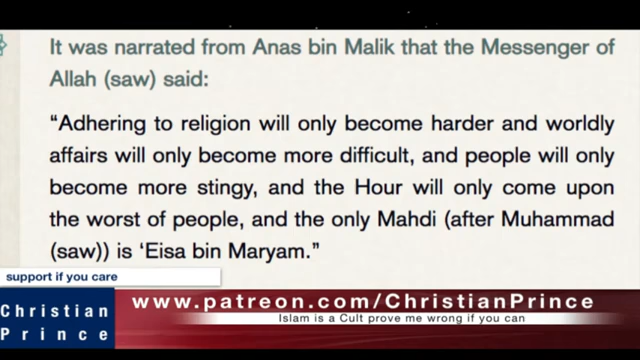 It was narrated from Anas bin Malik that the Messenger of
Allah (saw) said:
“Adhering to religion will only become harder and worldly
affairs will only become more difficult, and people will only
become more stingy, and the Hour will only come upon
the worst of people, and the only Mahdi (after Muhammad
(saw)) is ‘Eisa bin Maryam.”
support if you care
Christian
Prince
www.patreon.com/ChristianPrince
Islam is a Cult prove me wrong if you can